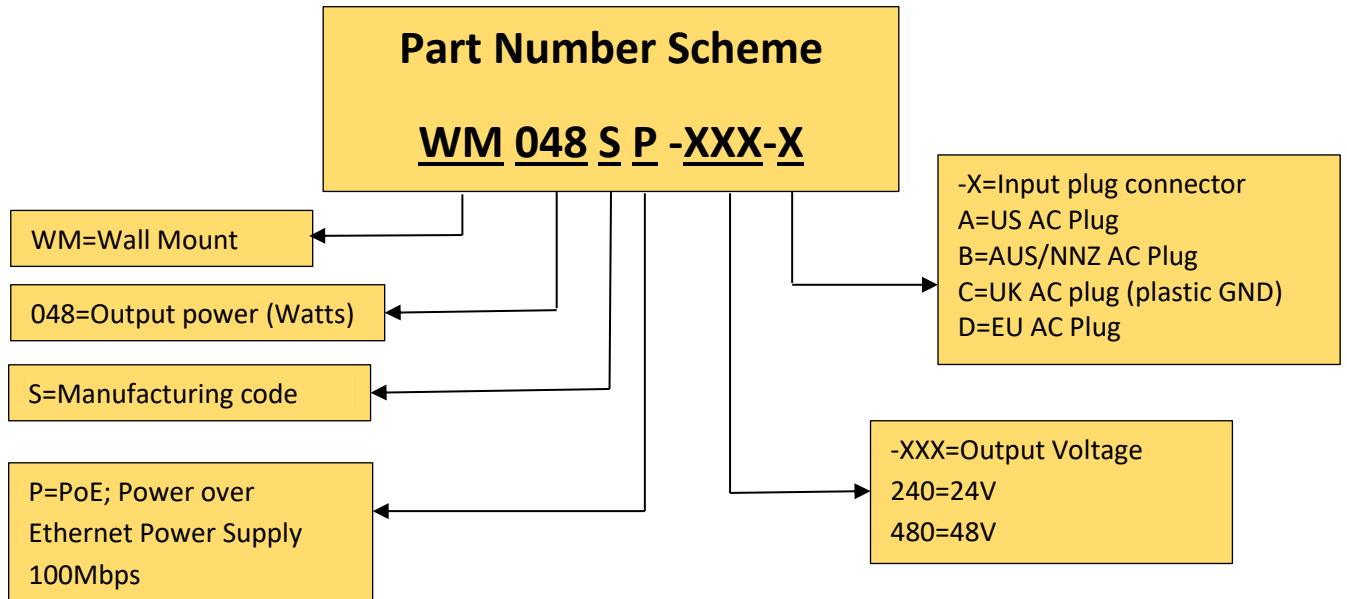 Part Number Scheme
WM 048 S P -XXX-X
WM=Wall Mount
048=Output power (Watts)
S=Manufacturing code
P=PoE; Power over
Ethernet Power Supply
100Mbps
-X=Input plug connector
A=US AC Plug
B=AUS/NNZ AC Plug
C=UK AC plug (plastic GND)
D=EU AC Plug
-XXX=Output Voltage
240=24V
480=48V